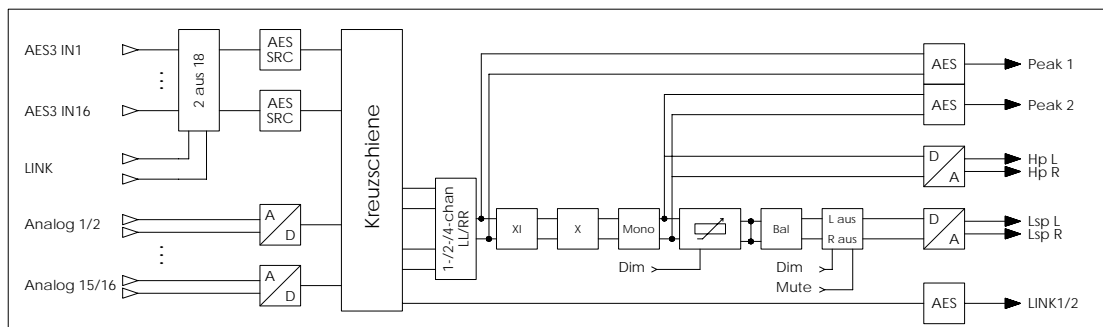 AES3 IN1
AES3 IN16
LINK
Analog 1/2
Analog 15/16
2 aus 18
AES
SRC
AES
SRC
A
D
A
D
Kreuzschiene
1-/2-/4-chan
LL/RR
XI
X
Mono
Dim
Bal
L aus
R aus
Dim
Mute
AES
AES
D
A
D
A
AES
Peak 1
Peak 2
Hp L
Hp R
Lsp L
Lsp R
LINK1/2